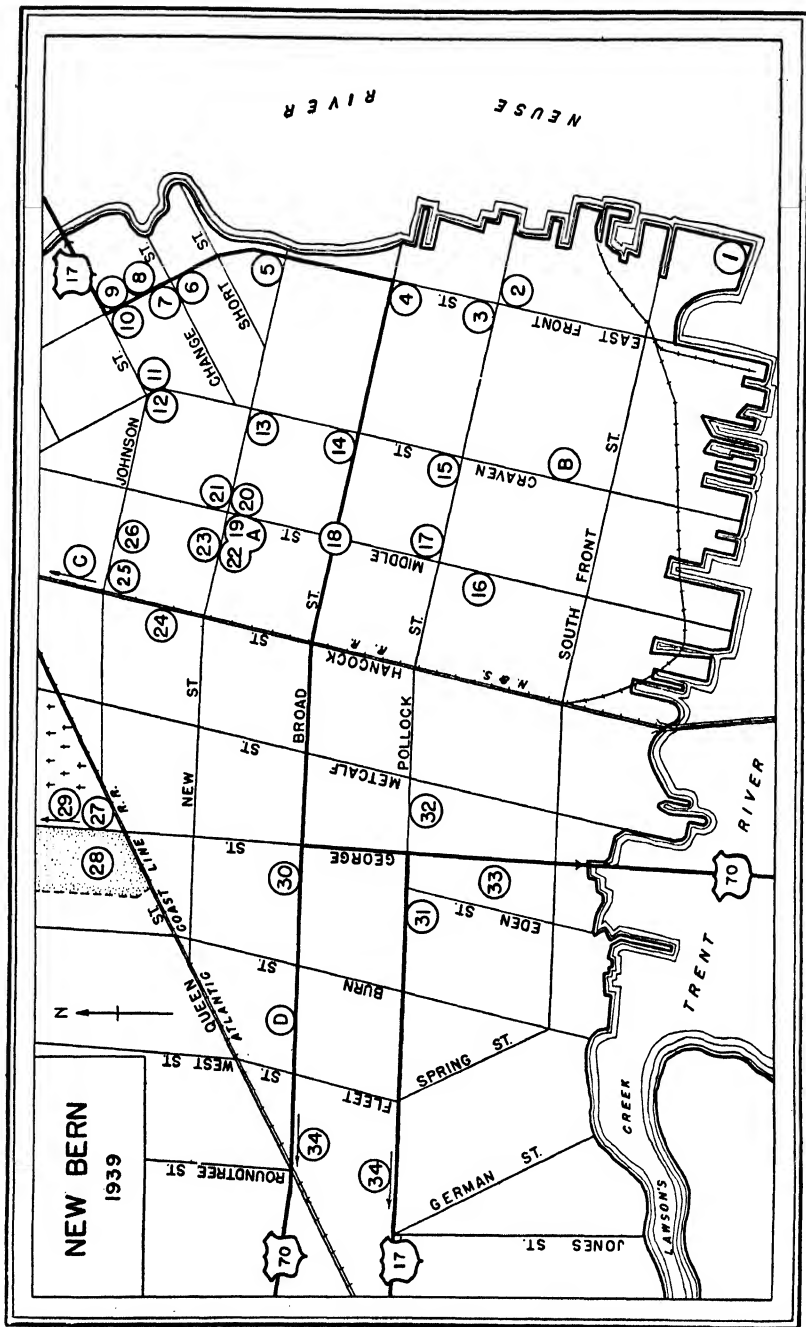 NEW BERN
1939
N
NEUSE RIVER
TRENT RIVER
LAWSON'S CREEK
17
70
70
17
JOHNSON ST.
CHANGE ST.
SHORT ST.
NEW ST.
BROAD ST.
POLLOCK ST.
SOUTH FRONT ST.
EAST FRONT ST.
CRAVEN ST.
MIDDLE ST.
HANCOCK ST.
N. & S. R. R.
METCALF ST.
GEORGE ST.
EDEN ST.
BURN ST.
FLEET ST.
WEST ST.
SPRING ST.
GERMAN ST.
JONES ST.
ROUNDTREE ST.
QUEEN ST.
ATLANTIC COAST LINE R.R.
1
2
3
4
5
6
7
8
9
10
11
12
13
14
15
16
17
18
19
20
21
22
23
24
25
26
27
28
29
30
31
32
33
34
34
A
B
C
D